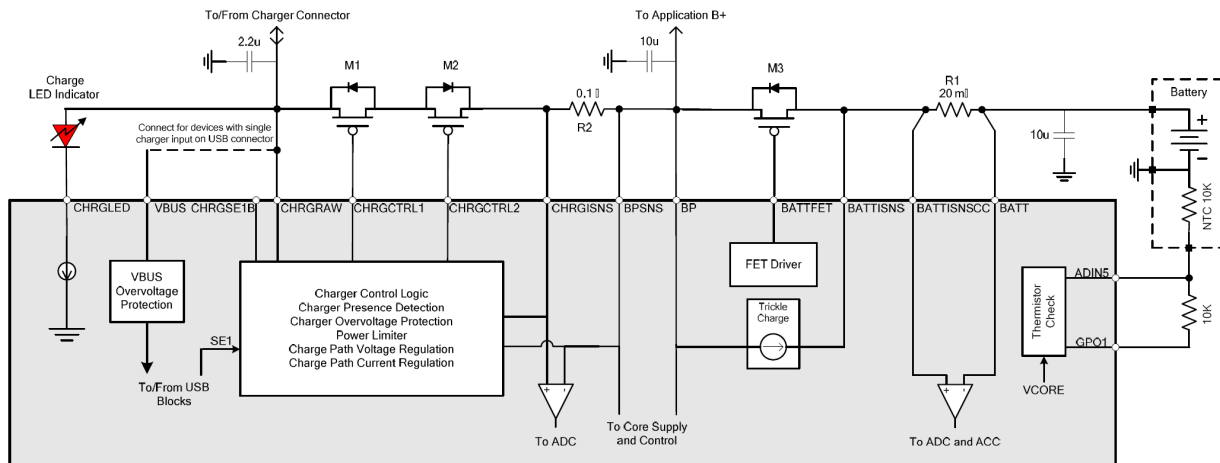 To/From Charger Connector
To Application B+
2.2u
10u
Charge
LED Indicator
M1
M2
M3
0.1▯
R2
R1
20 m▯
Battery
+
-
10u
NTC 10K
Connect for devices with single
charger input on USB connector
CHRGLED
VBUS
CHRGSE1B
CHRGRAW
CHRGCTRL1
CHRGCTRL2
CHRGISNS
BPSNS
BP
BATTFET
BATTISNS
BATTISNSCC
BATT
VBUS
Overvoltage
Protection
Charger Control Logic
Charger Presence Detection
Charger Overvoltage Protection
Power Limiter
Charge Path Voltage Regulation
Charge Path Current Regulation
SE1
FET Driver
Trickle
Charge
Thermistor
Check
ADIN5
10K
GPO1
VCORE
+
-
+
-
To/From USB
Blocks
To ADC
To Core Supply
and Control
To ADC and ACC